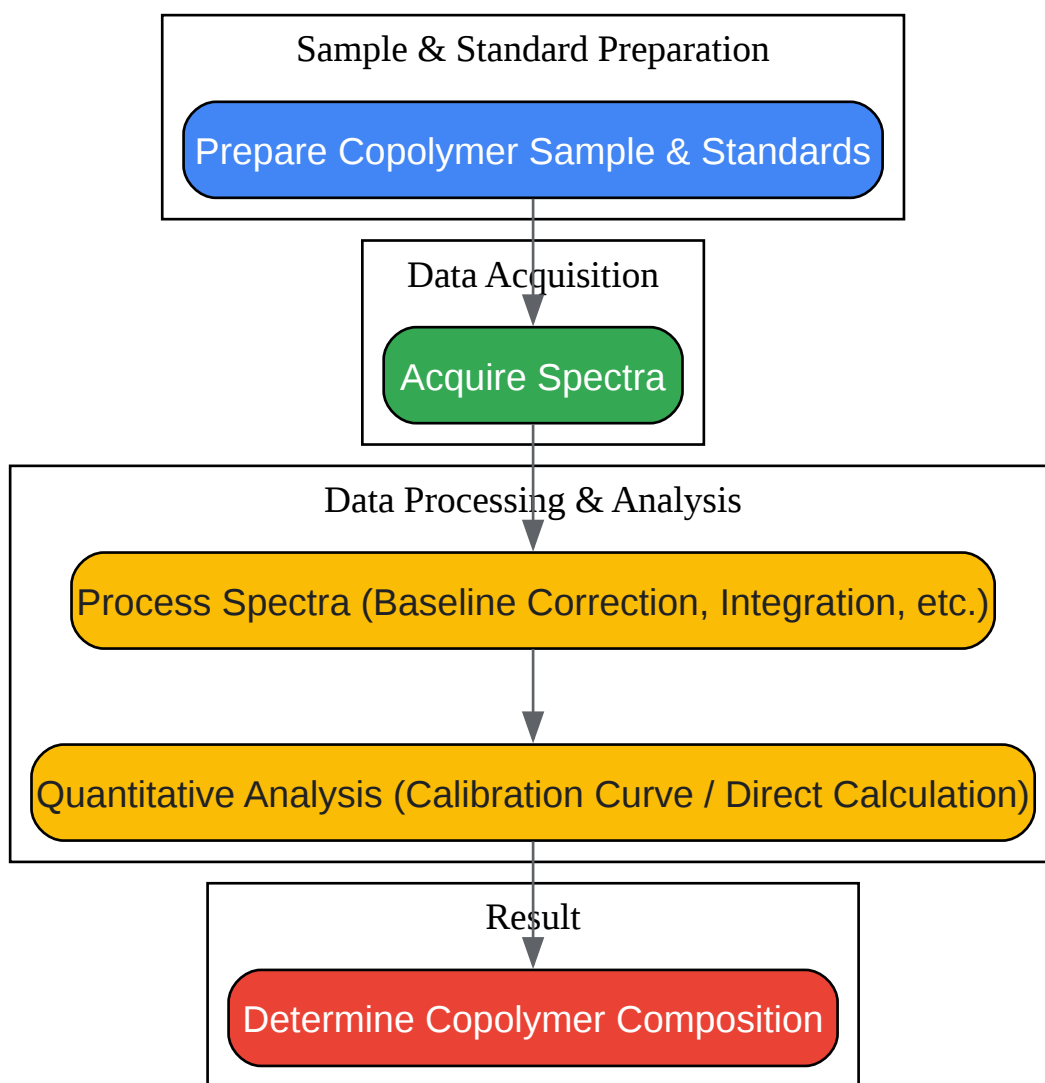 Sample & Standard Preparation
Prepare Copolymer Sample & Standards
Data Acquisition
Acquire Spectra
Data Processing & Analysis
Process Spectra (Baseline Correction, Integration, etc.)
Quantitative Analysis (Calibration Curve / Direct Calculation)
Result
Determine Copolymer Composition